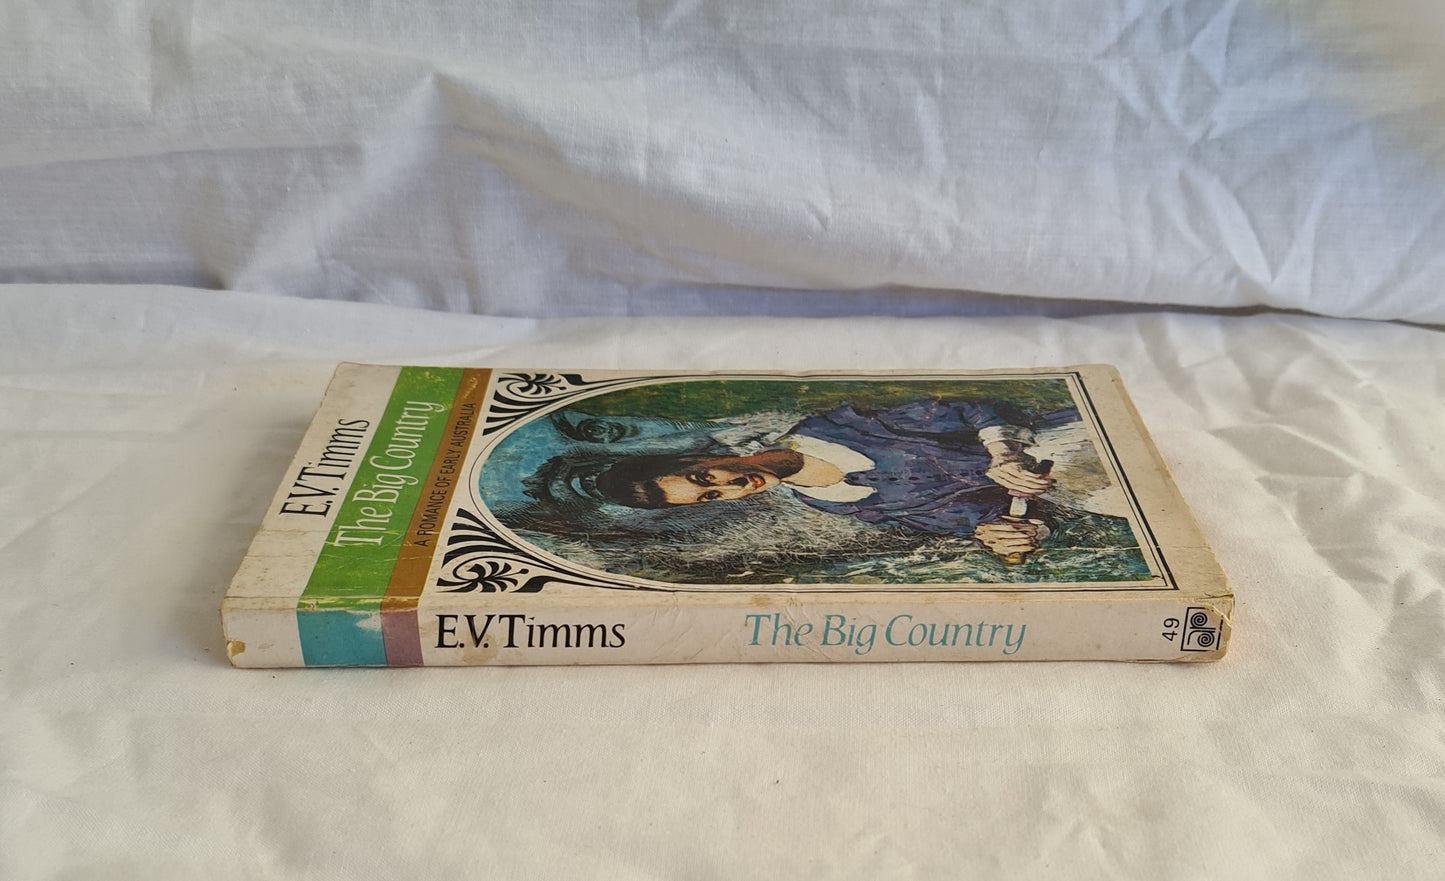 E.V. Timms
The Big Country
A ROMANCE OF EARLY AUSTRALIA
E.V. Timms The Big Country 49